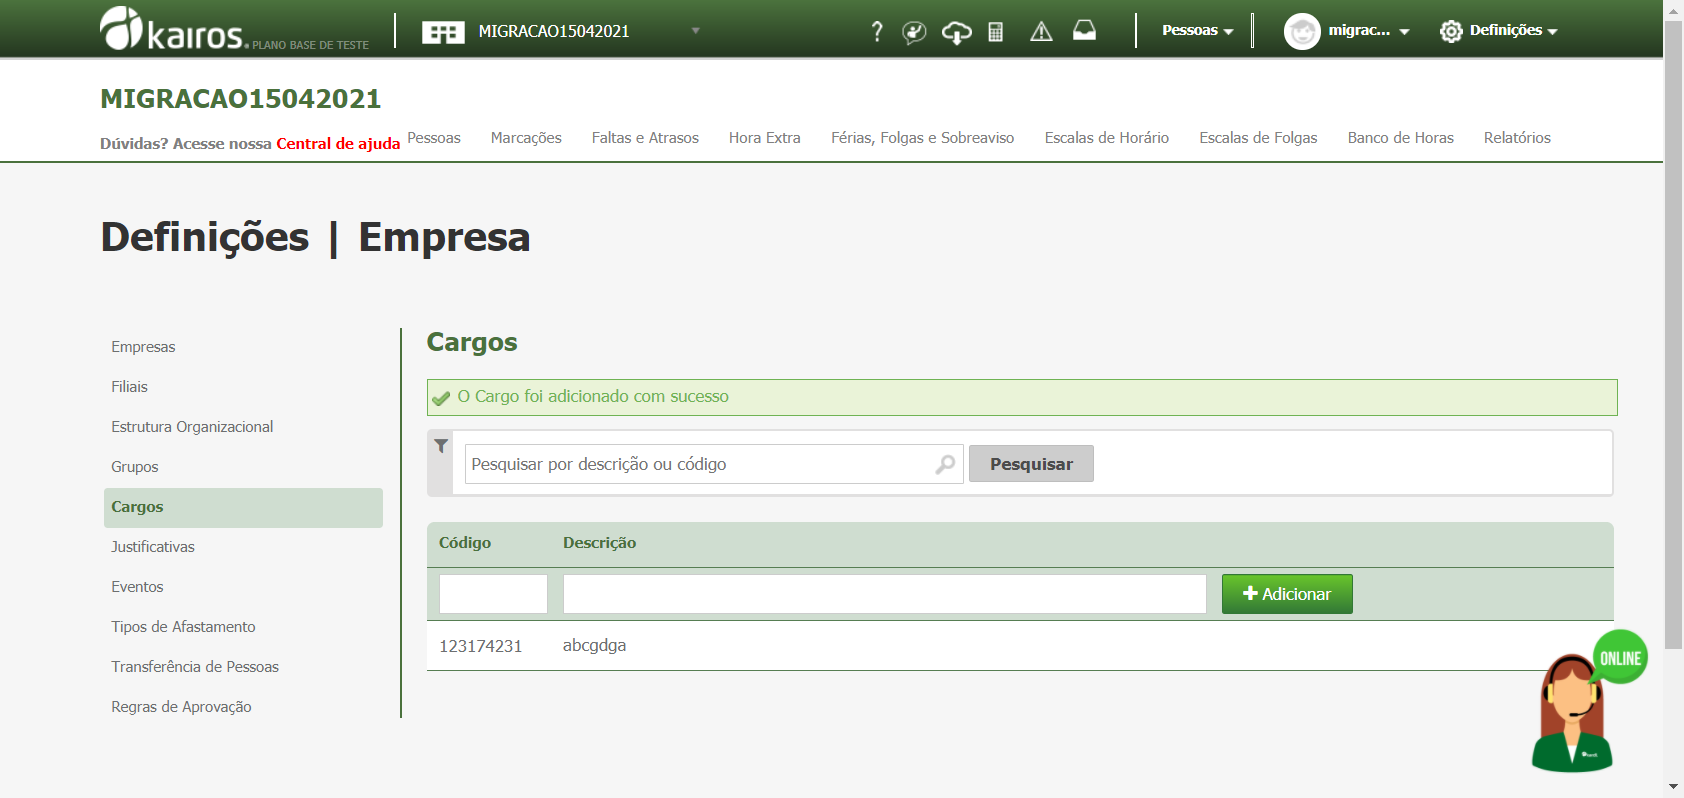 kairos. PLANO BASE DE TESTE
MIGRACAO15042021
?
Pessoas
migrac...
Definições
MIGRACAO15042021
Dúvidas? Acesse nossa Central de ajuda
Pessoas
Marcações
Faltas e Atrasos
Hora Extra
Férias, Folgas e Sobreaviso
Escalas de Horário
Escalas de Folgas
Banco de Horas
Relatórios
Definições | Empresa
Empresas
Filiais
Estrutura Organizacional
Grupos
Cargos
Justificativas
Eventos
Tipos de Afastamento
Transferência de Pessoas
Regras de Aprovação
Cargos
O Cargo foi adicionado com sucesso
Pesquisar por descrição ou código
Pesquisar
Código Descrição
Adicionar
123174231 abcgdga
ONLINE